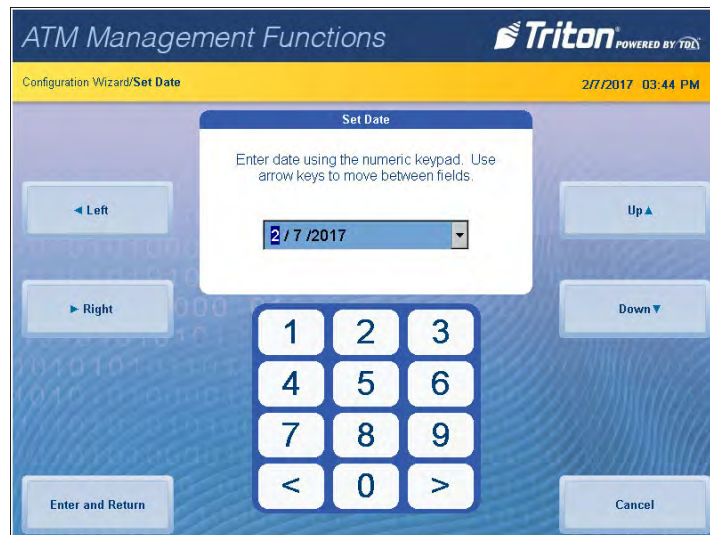 ATM Management Functions
Triton POWERED BY TDL
Configuration Wizard/Set Date
2/7/2017 03:44 PM
Set Date
Enter date using the numeric keypad. Use
arrow keys to move between fields.
2 / 7 /2017
◄ Left
Up▲
► Right
Down▼
1 2 3
4 5 6
7 8 9
< 0 >
Enter and Return
Cancel